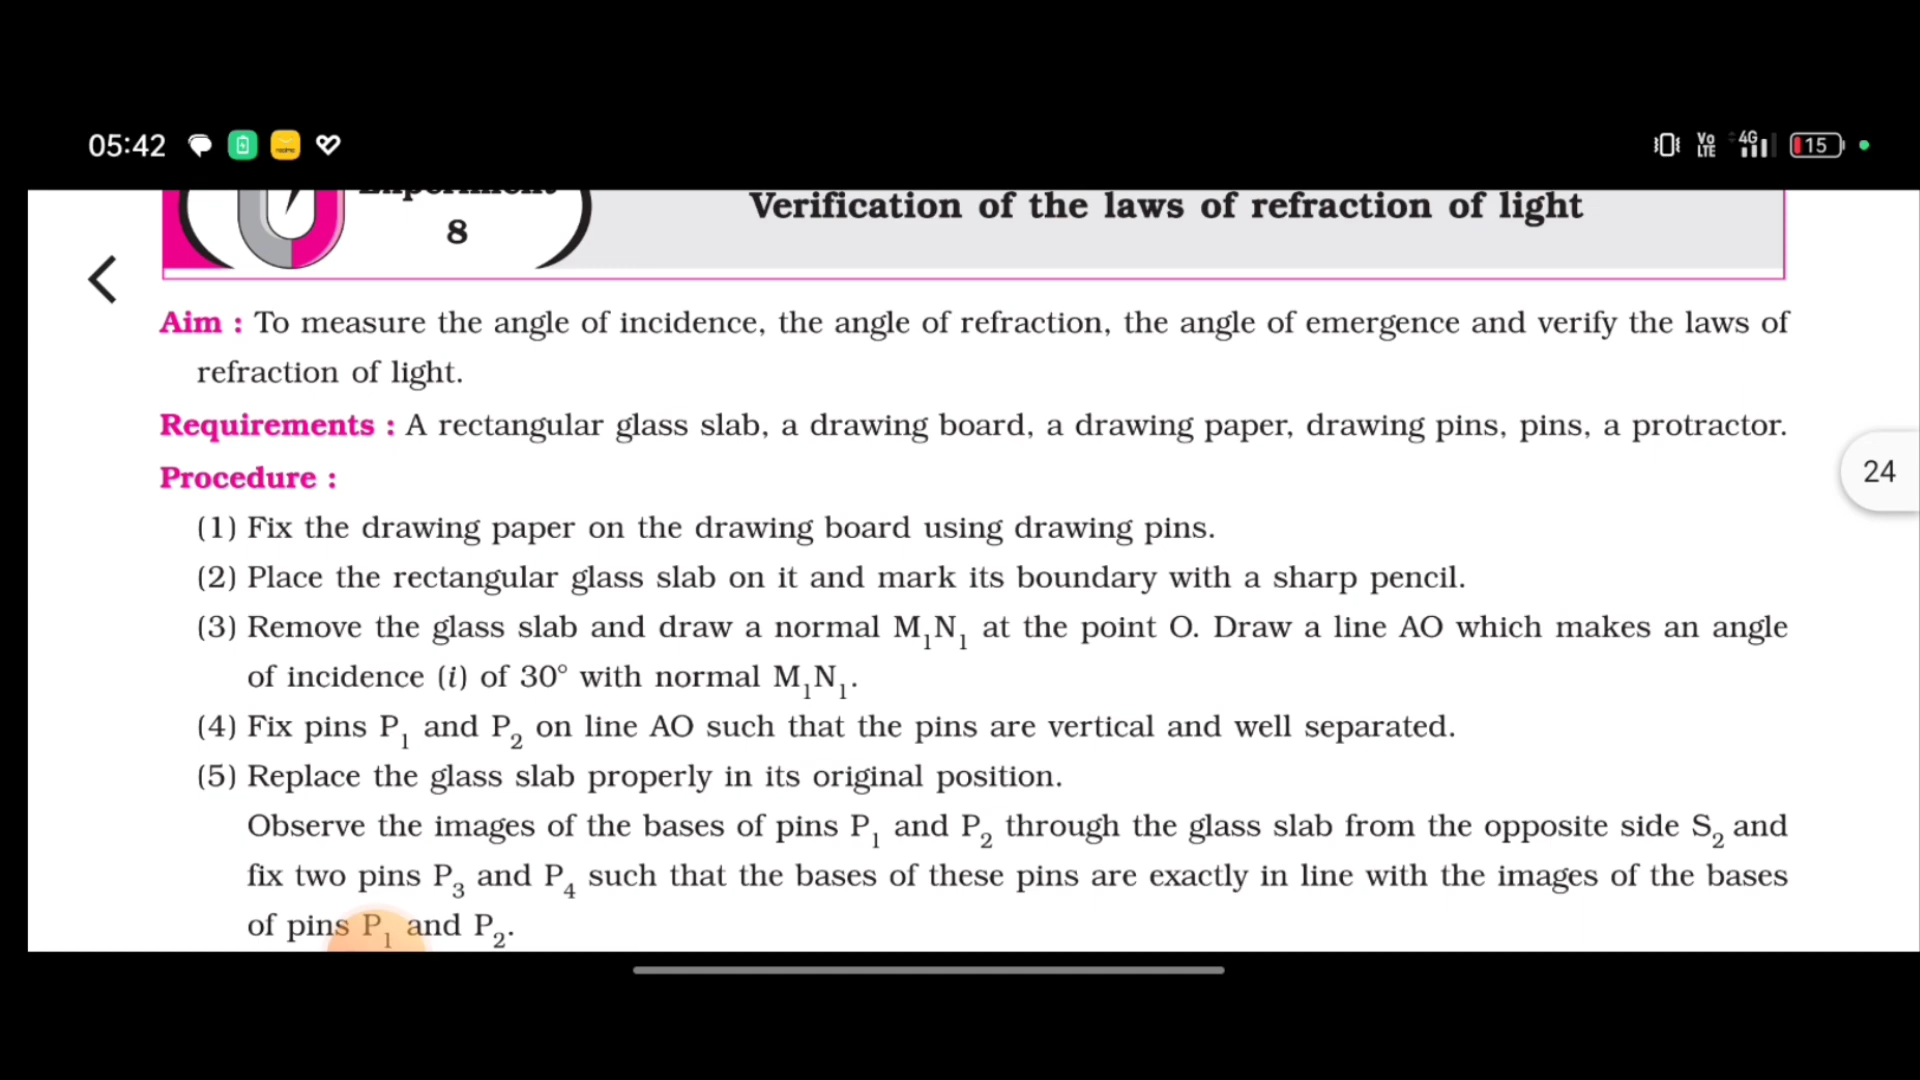 05:42
Vo LTE 4G 15
Experiment
8
Verification of the laws of refraction of light
Aim : To measure the angle of incidence, the angle of refraction, the angle of emergence and verify the laws of
refraction of light.
Requirements : A rectangular glass slab, a drawing board, a drawing paper, drawing pins, pins, a protractor.
24
Procedure :
(1) Fix the drawing paper on the drawing board using drawing pins.
(2) Place the rectangular glass slab on it and mark its boundary with a sharp pencil.
(3) Remove the glass slab and draw a normal M₁N₁ at the point O. Draw a line AO which makes an angle
of incidence (i) of 30° with normal M₁N₁.
(4) Fix pins P₁ and P₂ on line AO such that the pins are vertical and well separated.
(5) Replace the glass slab properly in its original position.
Observe the images of the bases of pins P₁ and P₂ through the glass slab from the opposite side S₂ and
fix two pins P₃ and P₄ such that the bases of these pins are exactly in line with the images of the bases
of pins P₁ and P₂.